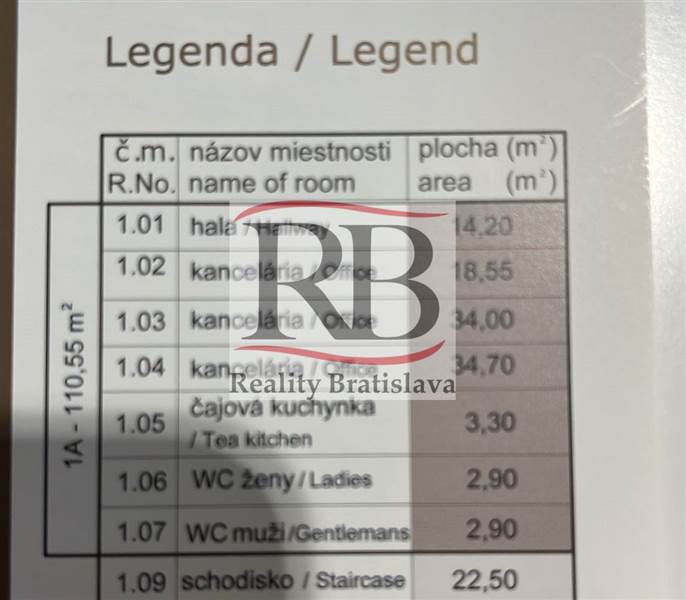 Legenda / Legend
č.m. názov miestnosti plocha (m²)
R.No. name of room area (m²)
1.01 hala / Hallway 14,20
1.02 kancelária / Office 18,55
1.03 kancelária / Office 34,00
1.04 kancelária / Office 34,70
1.05 čajová kuchynka
/ Tea kitchen 3,30
1.06 WC ženy / Ladies 2,90
1.07 WC muži /Gentlemans 2,90
1.09 schodisko / Staircase 22,50
1A - 110,55 m²
RB
Reality Bratislava